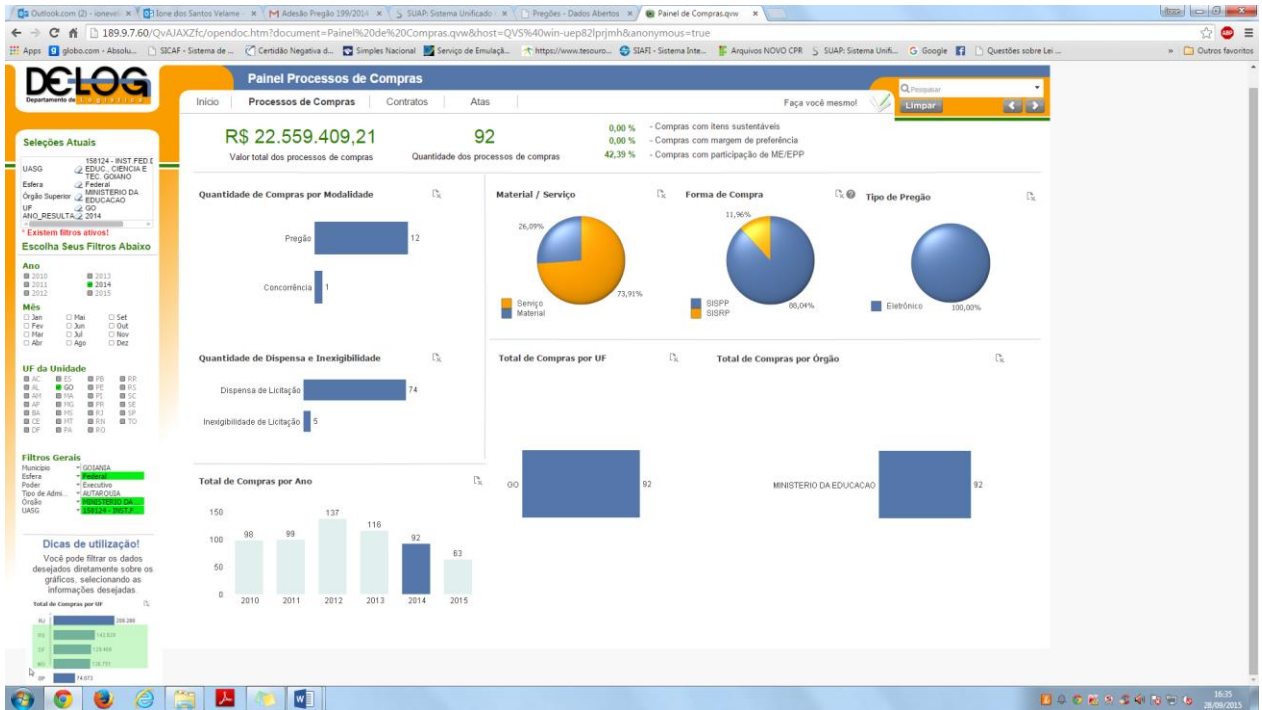 Outlook.com (2) - ionevel
Ione dos Santos Velame -
Adesão Pregão 199/2014
SUAP: Sistema Unificado
Pregões - Dados Abertos
Painel de Compras.qvw
189.9.7.60/QvAJAXZfc/opendoc.htm?document=Painel%20de%20Compras.qvw&host=QVS%40win-uep82lprjmh&anonymous=true
Apps
globo.com - Absolu...
SICAF - Sistema de ...
Certidão Negativa d...
Simples Nacional
Serviço de Emulaçã...
https://www.tesouro...
SIAFI - Sistema Inte...
Arquivos NOVO CPR
SUAP: Sistema Unifi...
Google
Questões sobre Lei ...
Outros favoritos
DELOG
Departamento de Logística
Painel Processos de Compras
Início
Processos de Compras
Contratos
Atas
Faça você mesmo!
Pesquisar
Limpar
Seleções Atuais
UASG
158124 - INST.FED.D
EDUC., CIENCIA E
TEC. GOIANO
Esfera
Federal
Órgão Superior
MINISTERIO DA
EDUCACAO
UF
GO
ANO_RESULTA
2014
* Existem filtros ativos!
Escolha Seus Filtros Abaixo
Ano
2010 2013
2011 2014
2012 2015
Mês
Jan Mai Set
Fev Jun Out
Mar Jul Nov
Abr Ago Dez
UF da Unidade
AC ES PB RR
AL GO PE RS
AM MA PI SC
AP MG PR SE
BA MS RJ SP
CE MT RN TO
DF PA RO
Filtros Gerais
Município GOIANIA
Esfera Federal
Poder Executivo
Tipo de Admi... AUTARQUIA
Órgão MINISTERIO DA ...
UASG 158124 - INST.F...
Dicas de utilização!
Você pode filtrar os dados
desejados diretamente sobre os
gráficos, selecionando as
informações desejadas.
Total de Compras por UF
SP 74.973
R$ 22.559.409,21
Valor total dos processos de compras
92
Quantidade dos processos de compras
0,00 % - Compras com itens sustentáveis
0,00 % - Compras com margem de preferência
42,39 % - Compras com participação de ME/EPP
Quantidade de Compras por Modalidade
Pregão 12
Concorrência 1
Material / Serviço
26,09%
73,91%
Serviço
Material
Forma de Compra
11,96%
88,04%
SISPP
SISRP
Tipo de Pregão
Eletrônico
100,00%
Quantidade de Dispensa e Inexigibilidade
Dispensa de Licitação 74
Inexigibilidade de Licitação 5
Total de Compras por UF
GO 92
Total de Compras por Órgão
MINISTERIO DA EDUCACAO 92
Total de Compras por Ano
150
100
50
0
98 99 137 116 92 63
2010 2011 2012 2013 2014 2015
16:35
28/09/2015